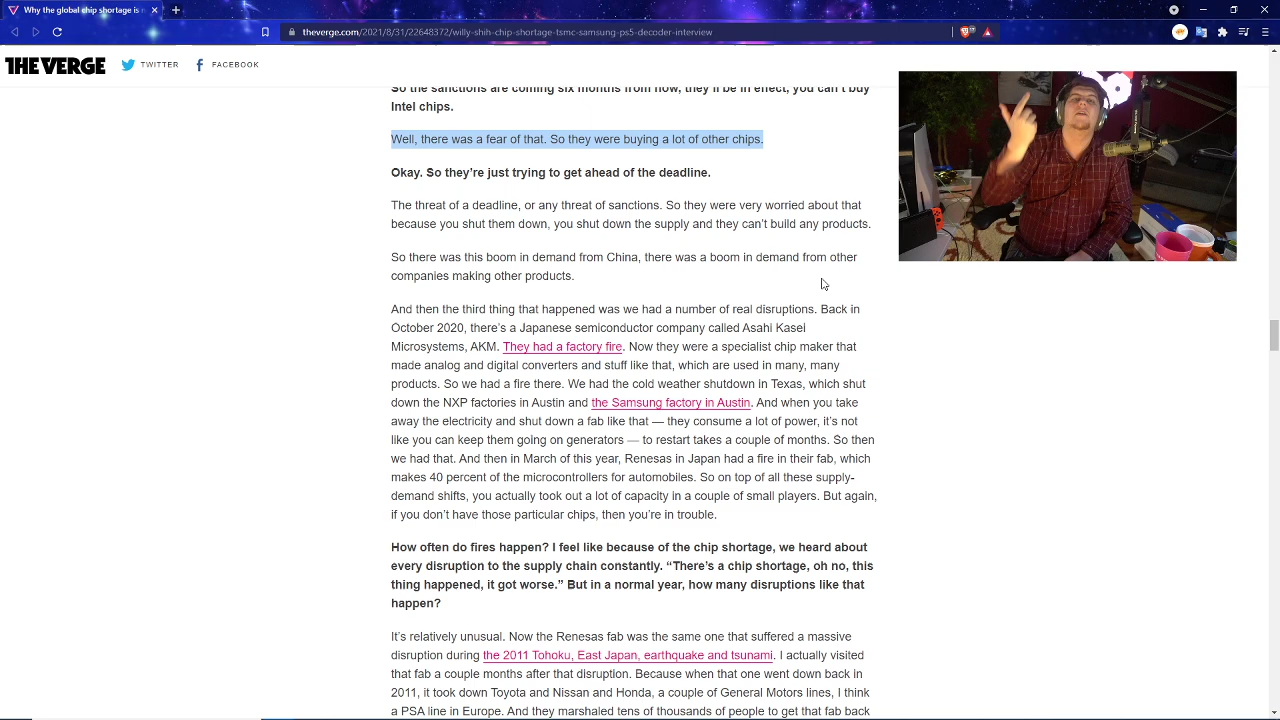 Why the global chip shortage is n
theverge.com/2021/8/31/22648372/willy-shih-chip-shortage-tsmc-samsung-ps5-decoder-interview
THE VERGE
TWITTER
FACEBOOK
So the sanctions are coming six months from now, they'll be in effect, you can't buy
Intel chips.
Well, there was a fear of that. So they were buying a lot of other chips.
Okay. So they're just trying to get ahead of the deadline.
The threat of a deadline, or any threat of sanctions. So they were very worried about that
because you shut them down, you shut down the supply and they can't build any products.
So there was this boom in demand from China, there was a boom in demand from other
companies making other products.
And then the third thing that happened was we had a number of real disruptions. Back in
October 2020, there's a Japanese semiconductor company called Asahi Kasei
Microsystems, AKM. They had a factory fire. Now they were a specialist chip maker that
made analog and digital converters and stuff like that, which are used in many, many
products. So we had a fire there. We had the cold weather shutdown in Texas, which shut
down the NXP factories in Austin and the Samsung factory in Austin. And when you take
away the electricity and shut down a fab like that — they consume a lot of power, it's not
like you can keep them going on generators — to restart takes a couple of months. So then
we had that. And then in March of this year, Renesas in Japan had a fire in their fab, which
makes 40 percent of the microcontrollers for automobiles. So on top of all these supply-
demand shifts, you actually took out a lot of capacity in a couple of small players. But again,
if you don't have those particular chips, then you're in trouble.
How often do fires happen? I feel like because of the chip shortage, we heard about
every disruption to the supply chain constantly. “There's a chip shortage, oh no, this
thing happened, it got worse.” But in a normal year, how many disruptions like that
happen?
It's relatively unusual. Now the Renesas fab was the same one that suffered a massive
disruption during the 2011 Tohoku, East Japan, earthquake and tsunami. I actually visited
that fab a couple months after that disruption. Because when that one went down back in
2011, it took down Toyota and Nissan and Honda, a couple of General Motors lines, I think
a PSA line in Europe. And they marshaled tens of thousands of people to get that fab back